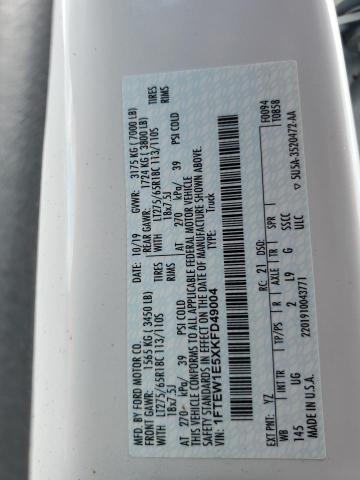 MFD. BY FORD MOTOR CO.
DATE: 10/19 GVWR: 3175 KG ( 7000 LB)
FRONT GAWR: 1565 KG ( 3450 LB) REAR GAWR: 1724 KG ( 3800 LB)
WITH LT275/65R18C 113/110S TIRES WITH LT275/65R18C 113/110S TIRES
18x7.5J RIMS 18x7.5J RIMS
AT 270 kPa/ 39 PSI COLD AT 270 kPa/ 39 PSI COLD
THIS VEHICLE CONFORMS TO ALL APPLICABLE FEDERAL MOTOR VEHICLE
SAFETY STANDARDS IN EFFECT ON THE DATE OF MANUFACTURE SHOWN ABOVE.
VIN: 1FTEW1E5XKFD49004
TYPE: Truck
F0094
T0858
EXT PNT: YZ RC: 21 DSO:
WB INT TR TP/PS R AXLE TR SPR
145 UG 2 L9 G SSCC
ULC
MADE IN U.S.A. 2201910043771
5U5A-3520472-AA